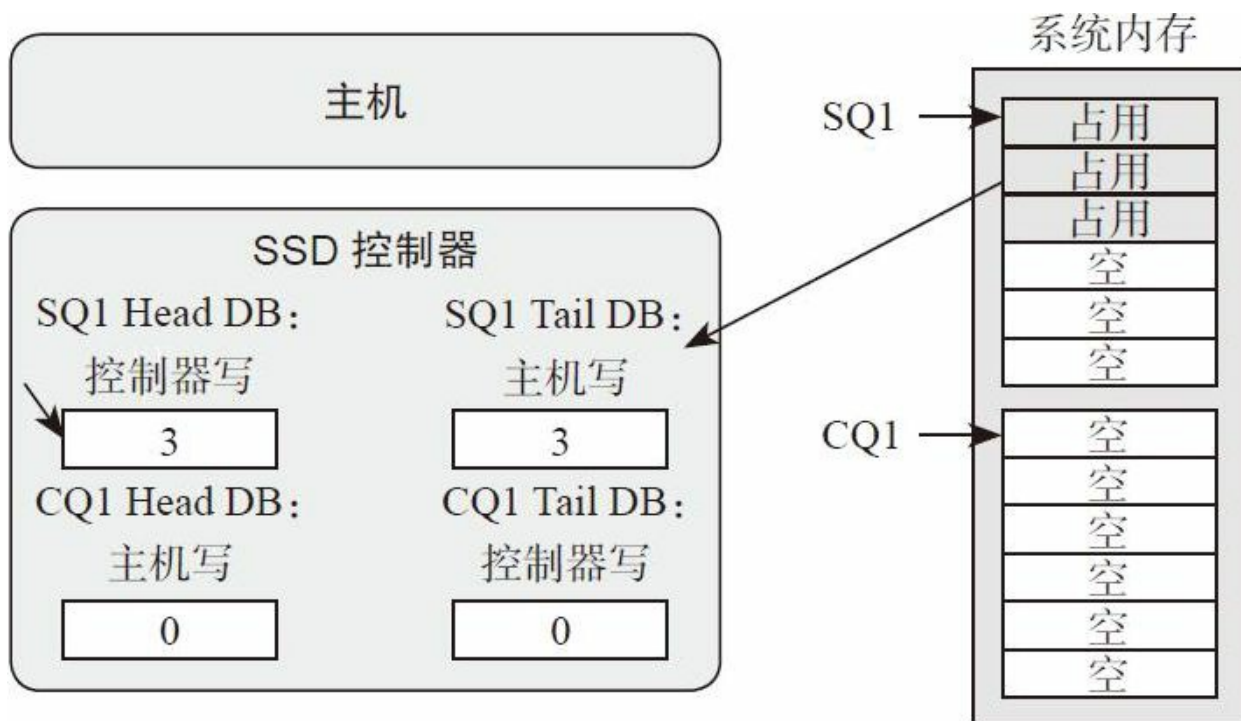 主机
SSD 控制器
SQ1 Head DB：
控制器写
3
SQ1 Tail DB：
主机写
3
CQ1 Head DB：
主机写
0
CQ1 Tail DB：
控制器写
0
系统内存
SQ1
占用
占用
占用
空
空
空
CQ1
空
空
空
空
空
空